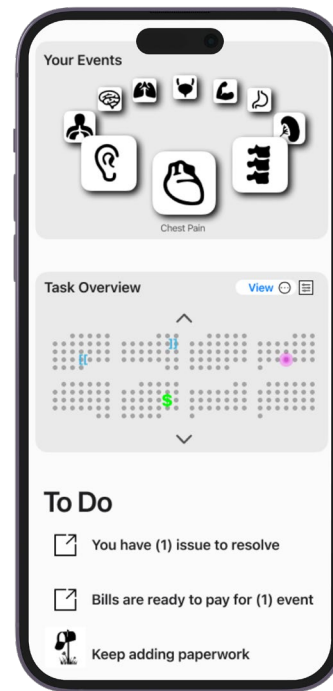 Your Events
Chest Pain
Task Overview
View
[[
]]
$
To Do
You have (1) issue to resolve
Bills are ready to pay for (1) event
Keep adding paperwork